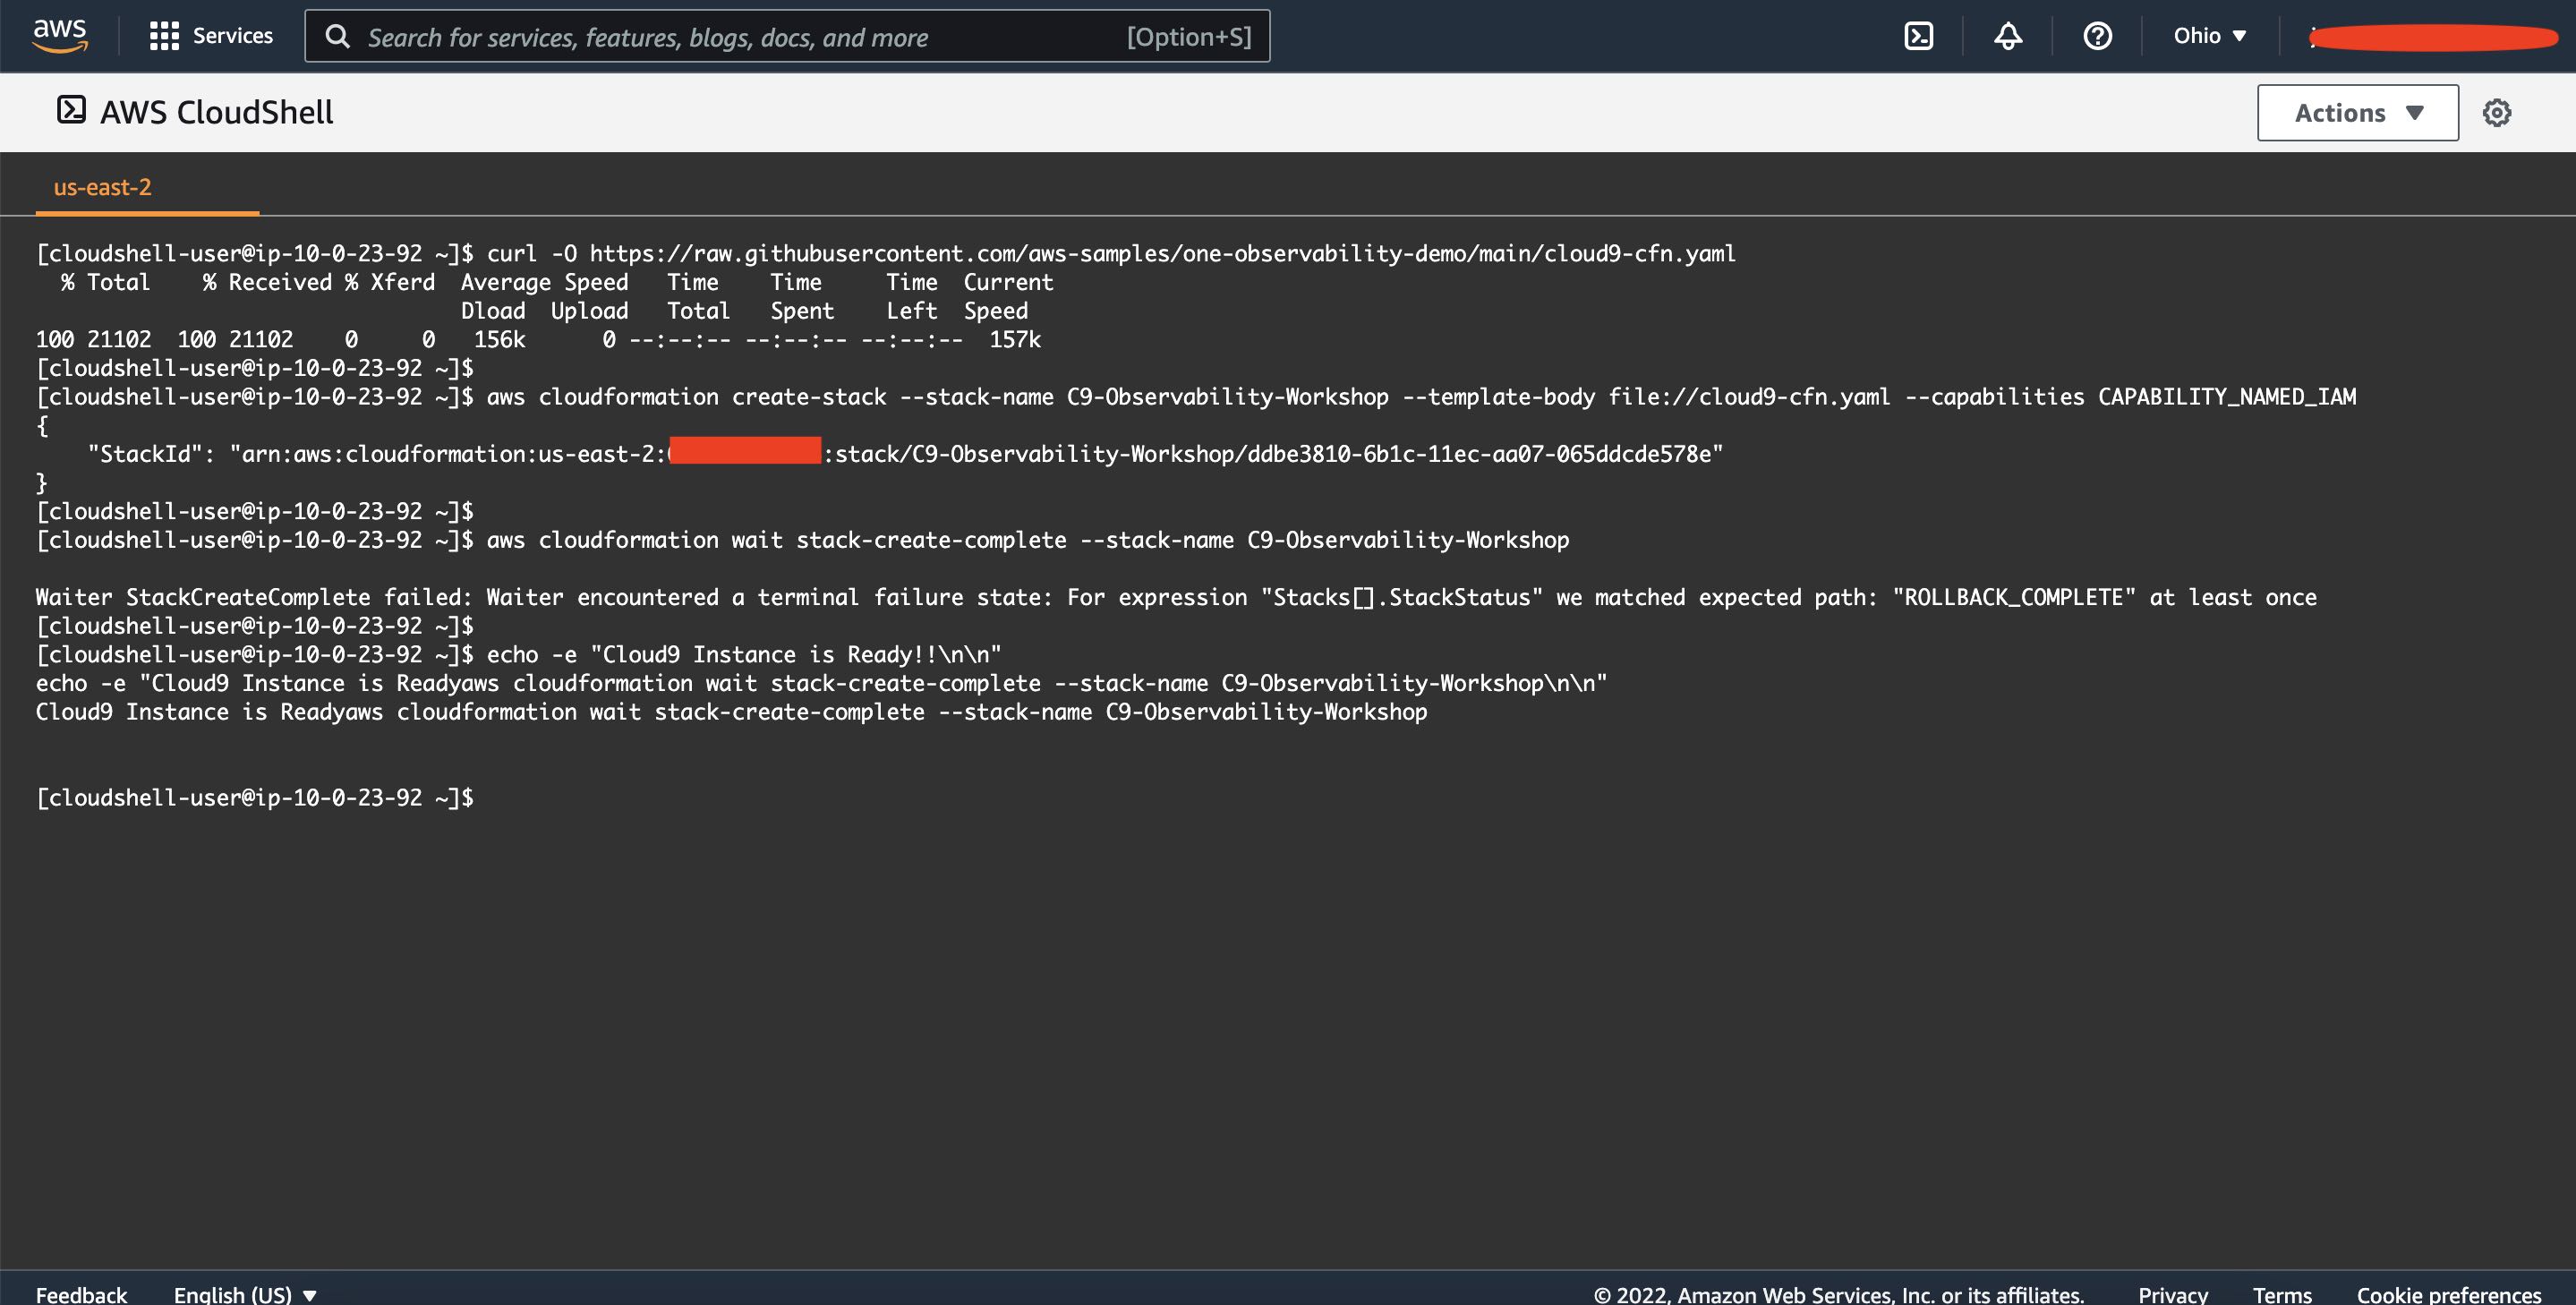 aws
Services
Search for services, features, blogs, docs, and more
[Option+S]
Ohio
AWS CloudShell
Actions
us-east-2
[cloudshell-user@ip-10-0-23-92 ~]$ curl -O https://raw.githubusercontent.com/aws-samples/one-observability-demo/main/cloud9-cfn.yaml
  % Total    % Received % Xferd  Average Speed   Time    Time     Time  Current
                                 Dload  Upload   Total   Spent    Left  Speed
100 21102  100 21102    0     0   156k      0 --:--:-- --:--:-- --:--:--  157k
[cloudshell-user@ip-10-0-23-92 ~]$
[cloudshell-user@ip-10-0-23-92 ~]$ aws cloudformation create-stack --stack-name C9-Observability-Workshop --template-body file://cloud9-cfn.yaml --capabilities CAPABILITY_NAMED_IAM
{
    "StackId": "arn:aws:cloudformation:us-east-2: :stack/C9-Observability-Workshop/ddbe3810-6b1c-11ec-aa07-065ddcde578e"
}
[cloudshell-user@ip-10-0-23-92 ~]$
[cloudshell-user@ip-10-0-23-92 ~]$ aws cloudformation wait stack-create-complete --stack-name C9-Observability-Workshop
Waiter StackCreateComplete failed: Waiter encountered a terminal failure state: For expression "Stacks[].StackStatus" we matched expected path: "ROLLBACK_COMPLETE" at least once
[cloudshell-user@ip-10-0-23-92 ~]$
[cloudshell-user@ip-10-0-23-92 ~]$ echo -e "Cloud9 Instance is Ready!!\n\n"
echo -e "Cloud9 Instance is Readyaws cloudformation wait stack-create-complete --stack-name C9-Observability-Workshop\n\n"
Cloud9 Instance is Readyaws cloudformation wait stack-create-complete --stack-name C9-Observability-Workshop
[cloudshell-user@ip-10-0-23-92 ~]$
Feedback
English (US)
© 2022, Amazon Web Services, Inc. or its affiliates.
Privacy
Terms
Cookie preferences